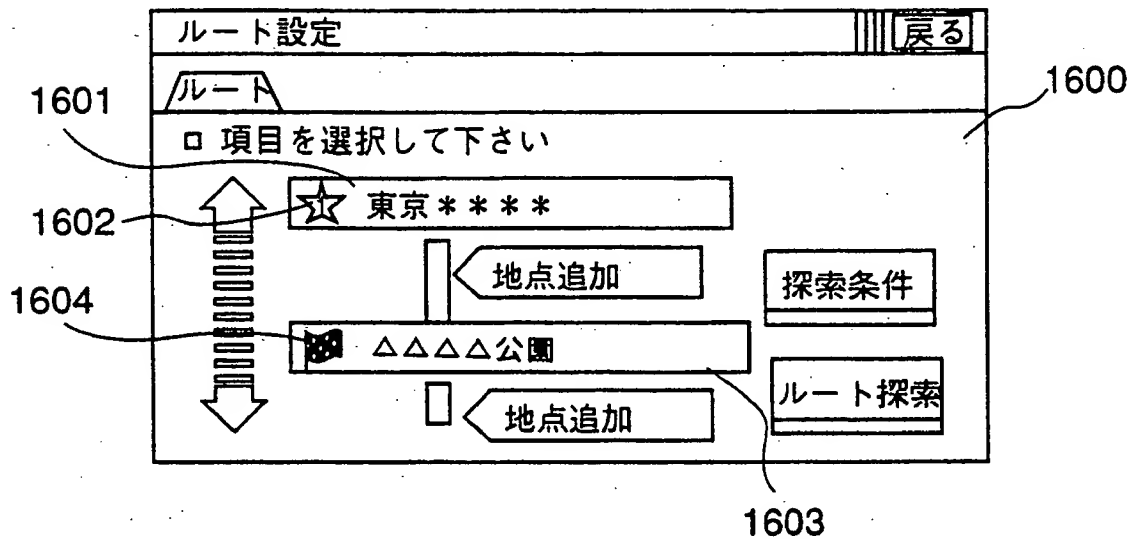 ルート設定 戻る
ルート
1600
1601
項目を選択して下さい
東京＊＊＊＊
1602
地点追加
探索条件
1604
△△△△公園
ルート探索
地点追加
1603